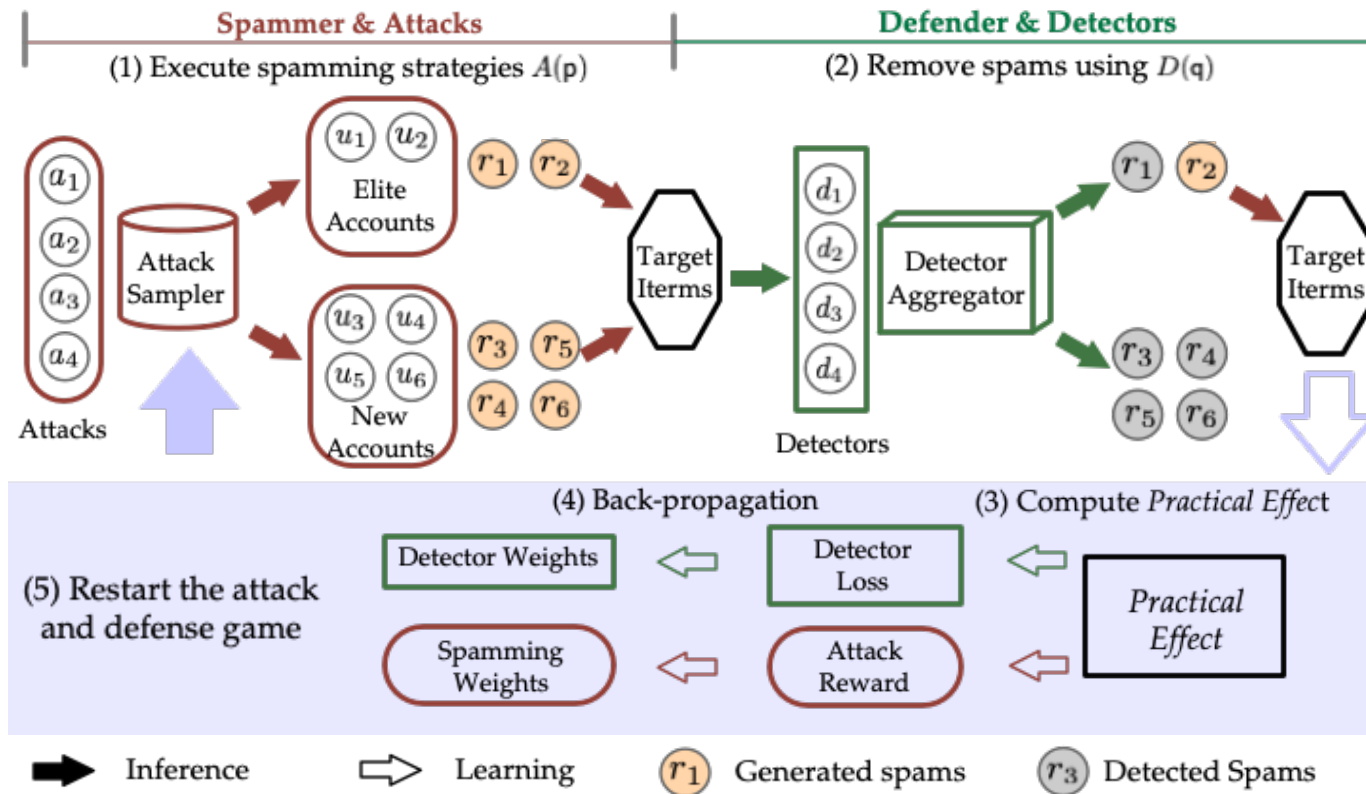 Spammer & Attacks
Defender & Detectors
(1) Execute spamming strategies A(p)
(2) Remove spams using D(q)
a₁
a₂
a₃
a₄
Attacks
Attack
Sampler
u₁ u₂
Elite
Accounts
r₁ r₂
u₃ u₄
u₅ u₆
New
Accounts
r₃ r₅
r₄ r₆
Target
Iterms
d₁
d₂
d₃
d₄
Detectors
Detector
Aggregator
r₁ r₂
r₃ r₄
r₅ r₆
Target
Iterms
(4) Back-propagation
(3) Compute Practical Effect
(5) Restart the attack
and defense game
Detector Weights
Detector
Loss
Practical
Effect
Spamming
Weights
Attack
Reward
Inference
Learning
r₁ Generated spams
r₃ Detected Spams